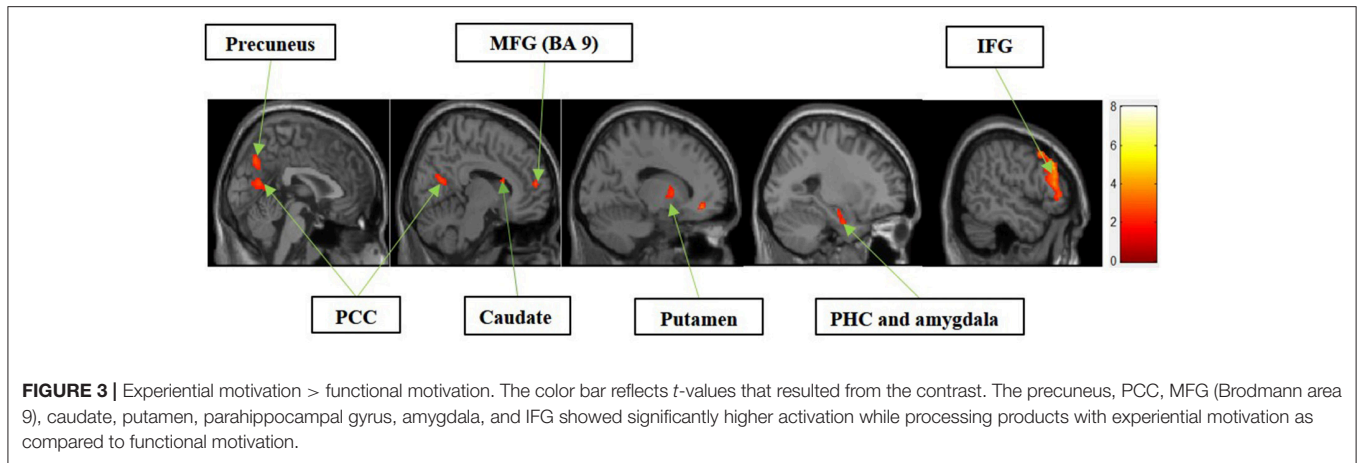 Precuneus
MFG (BA 9)
IFG
8
6
4
2
0
PCC
Caudate
Putamen
PHC and amygdala
FIGURE 3 | Experiential motivation > functional motivation. The color bar reflects t-values that resulted from the contrast. The precuneus, PCC, MFG (Brodmann area
9), caudate, putamen, parahippocampal gyrus, amygdala, and IFG showed significantly higher activation while processing products with experiential motivation as
compared to functional motivation.